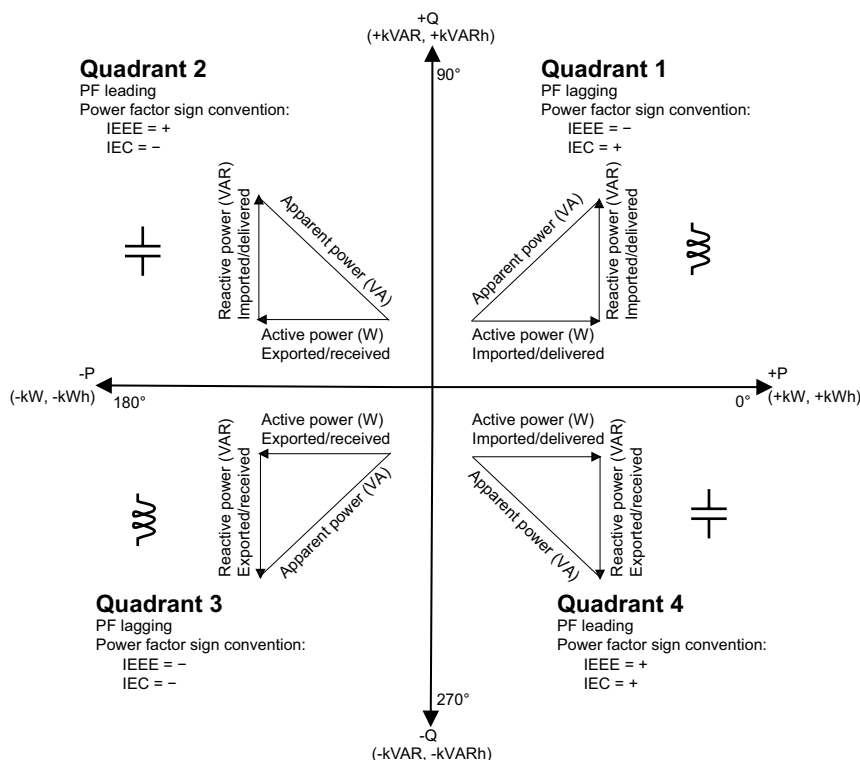 +Q
(+kVAR, +kVARh)
90°
Quadrant 2
PF leading
Power factor sign convention:
IEEE = +
IEC = −
Reactive power (VAR)
Imported/delivered
Apparent power (VA)
Active power (W)
Exported/received
Quadrant 1
PF lagging
Power factor sign convention:
IEEE = −
IEC = +
Apparent power (VA)
Reactive power (VAR)
Imported/delivered
Active power (W)
Imported/delivered
-P
(-kW, -kWh)
180°
0°
+P
(+kW, +kWh)
Active power (W)
Exported/received
Reactive power (VAR)
Exported/received
Apparent power (VA)
Quadrant 3
PF lagging
Power factor sign convention:
IEEE = −
IEC = −
Active power (W)
Imported/delivered
Apparent power (VA)
Reactive power (VAR)
Exported/received
Quadrant 4
PF leading
Power factor sign convention:
IEEE = +
IEC = +
270°
-Q
(-kVAR, -kVARh)